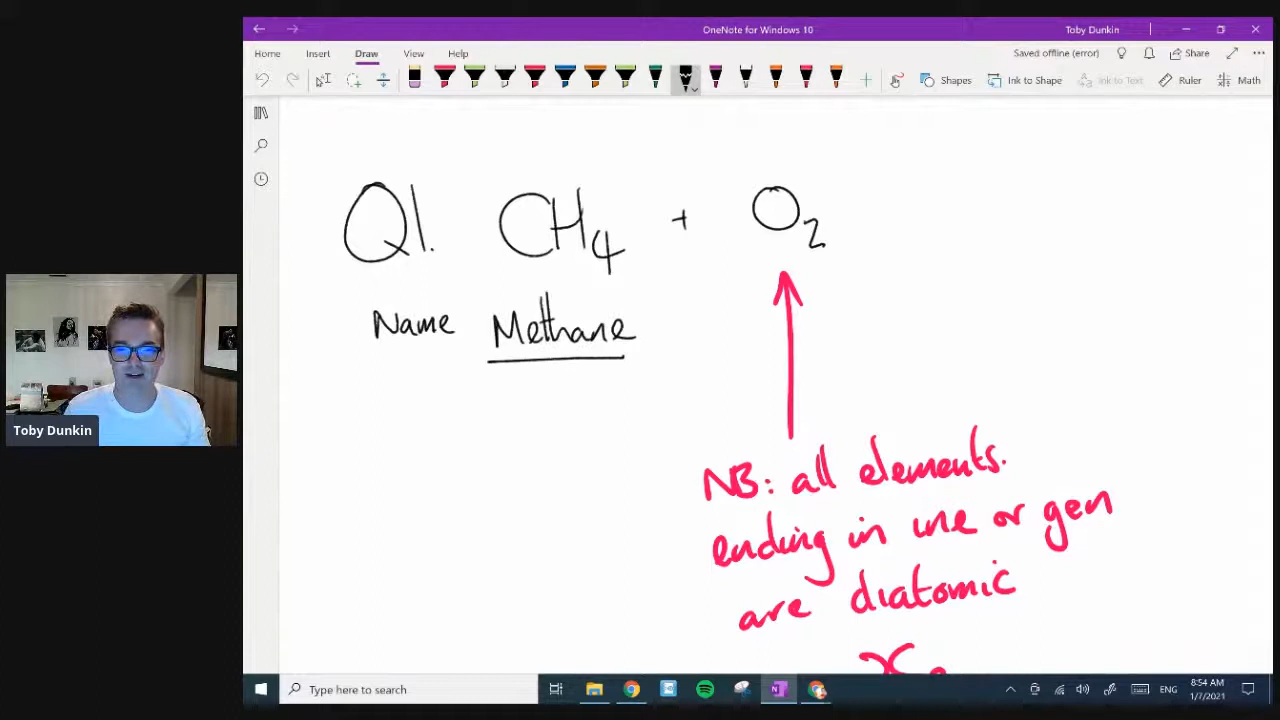 OneNote for Windows 10
Toby Dunkin
Home Insert Draw View Help
Saved offline (error)
Share
Shapes
Ink to Shape
Ink to Text
Ruler
Math
Q1. CH4 + O2
Name Methane
NB: all elements.
ending in ine or gen
are diatomic
Toby Dunkin
Type here to search
ENG
8:54 AM
1/7/2021